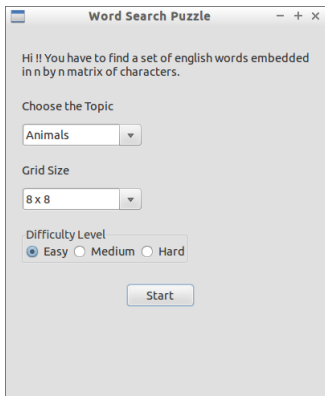 Word Search Puzzle
Hi !! You have to find a set of english words embedded
in n by n matrix of characters.
Choose the Topic
Animals
Grid Size
8 x 8
Difficulty Level
Easy Medium Hard
Start